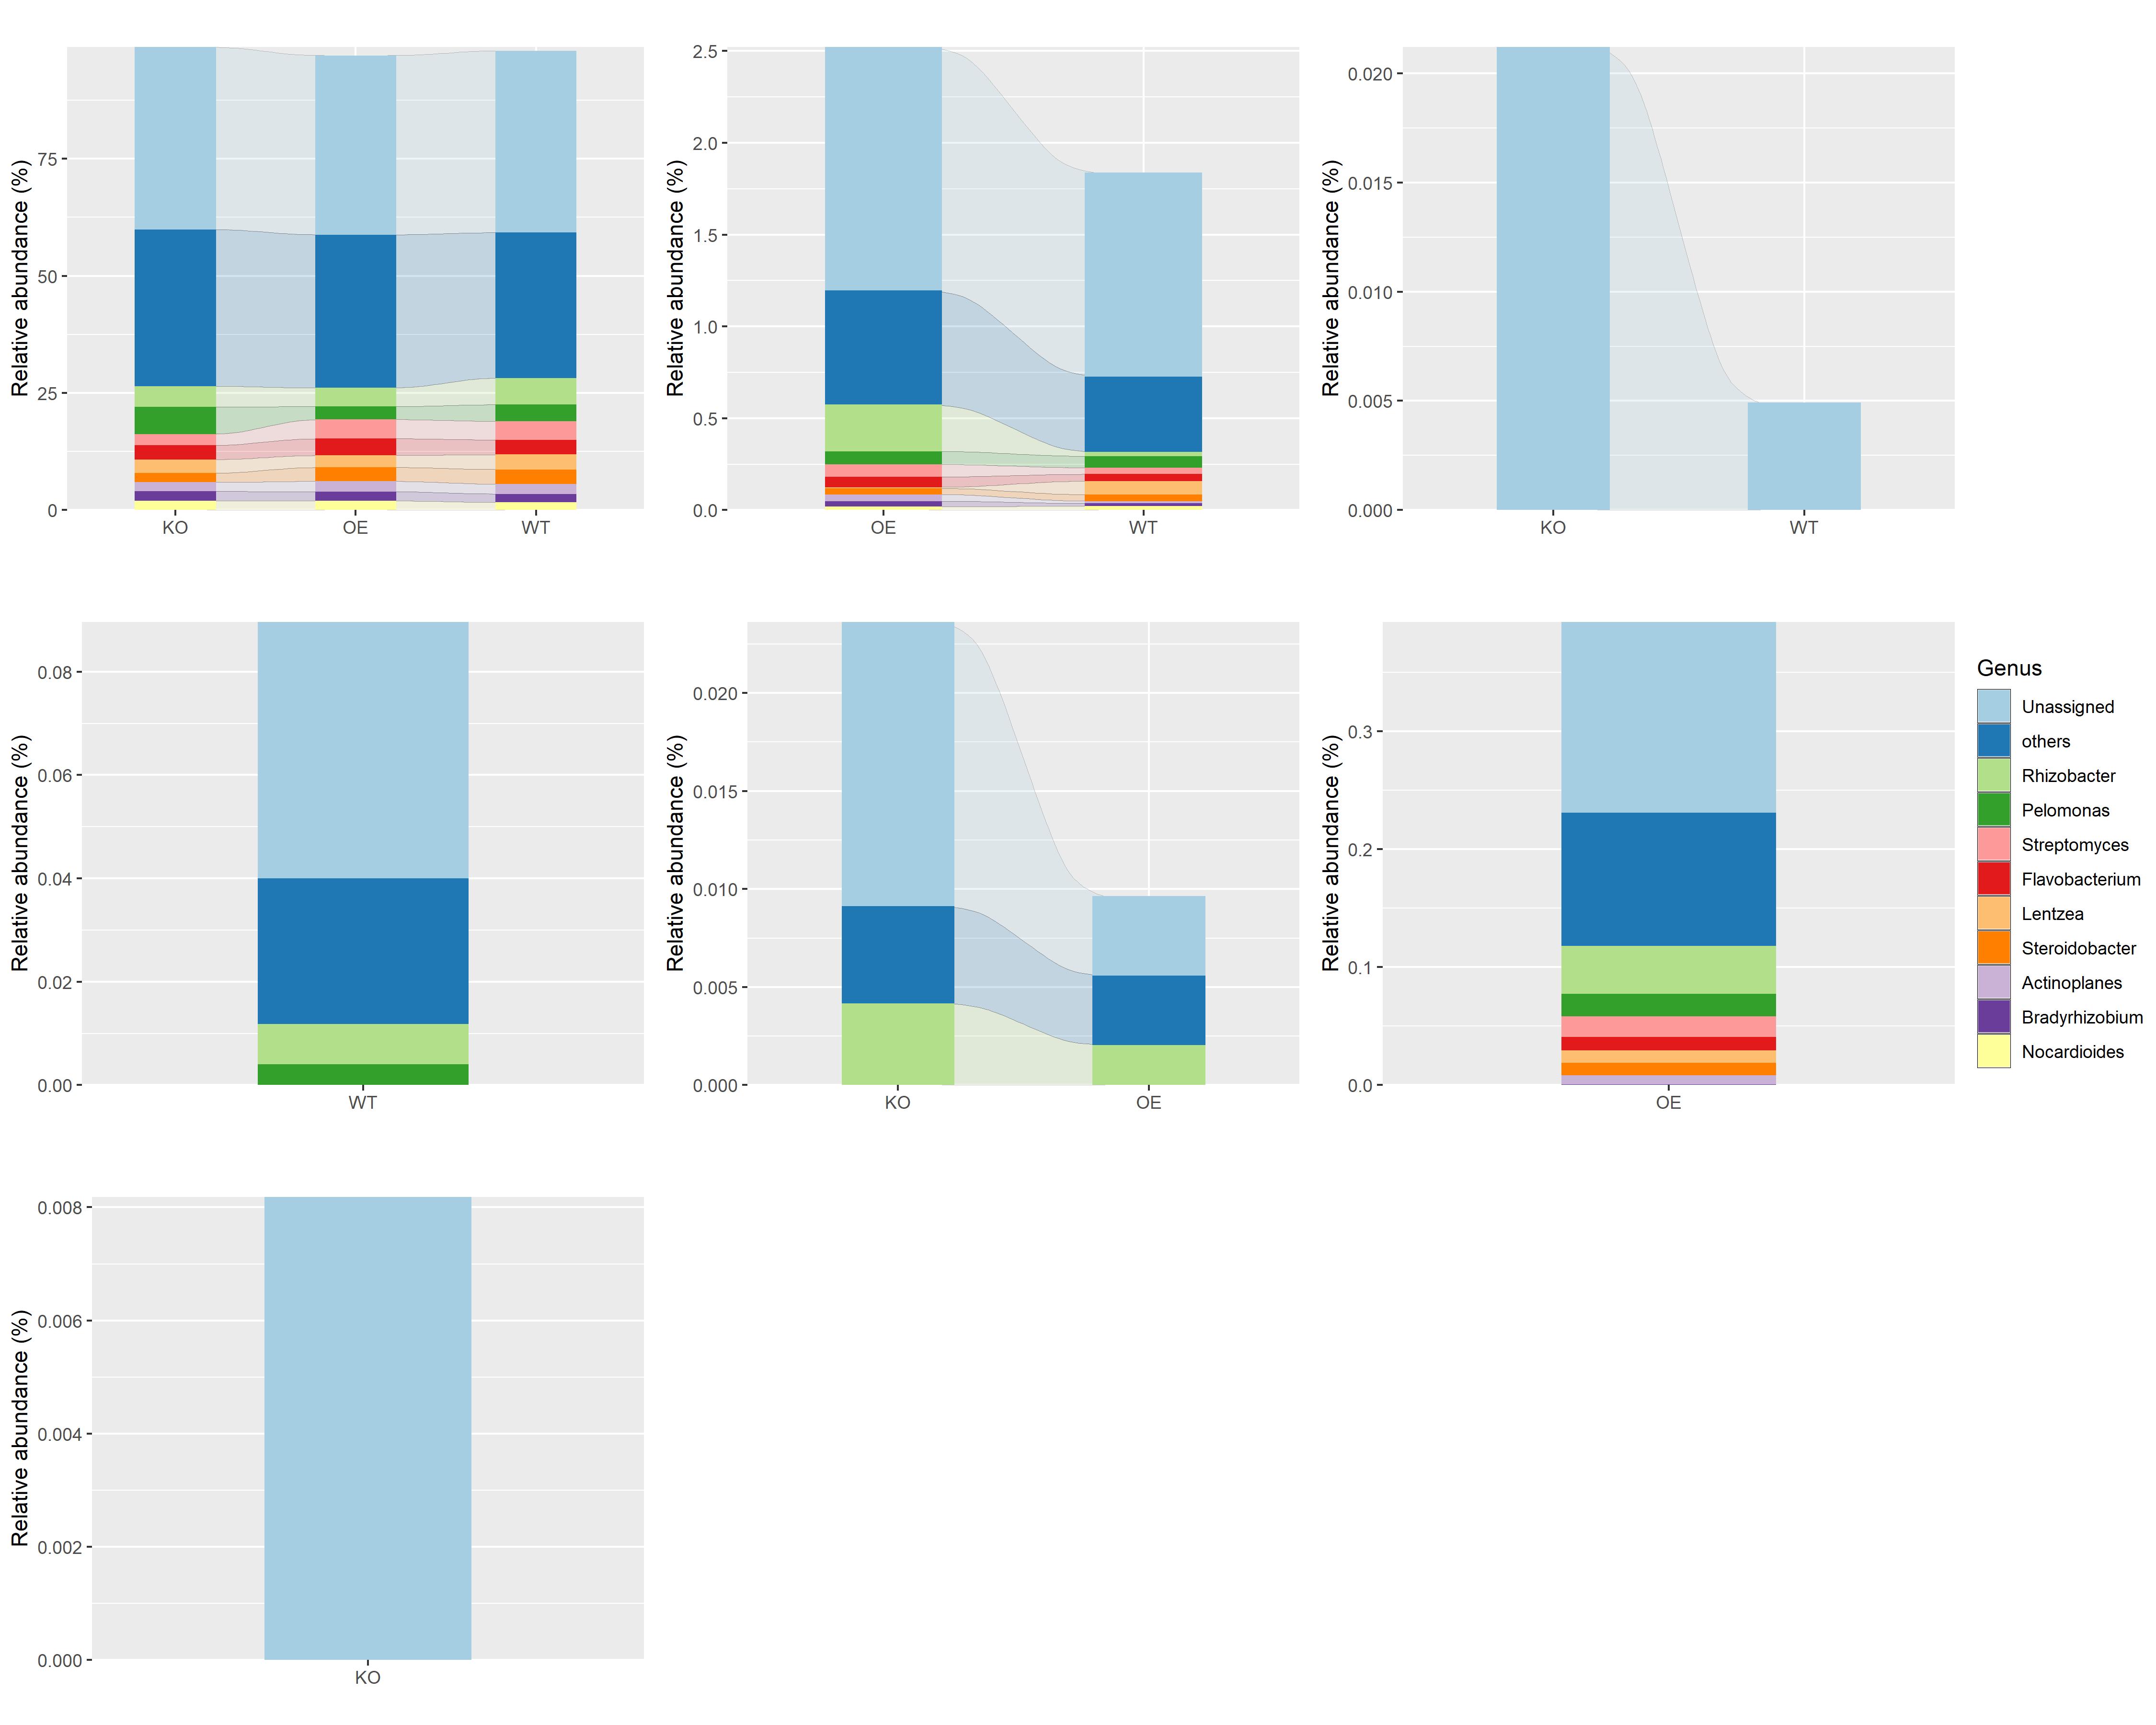 Relative abundance (%)
75
50
25
0
KO OE WT
Relative abundance (%)
2.5
2.0
1.5
1.0
0.5
0.0
OE WT
Relative abundance (%)
0.020
0.015
0.010
0.005
0.000
KO WT
Relative abundance (%)
0.08
0.06
0.04
0.02
0.00
WT
Relative abundance (%)
0.020
0.015
0.010
0.005
0.000
KO OE
Relative abundance (%)
0.3
0.2
0.1
0.0
OE
Genus
Unassigned
others
Rhizobacter
Pelomonas
Streptomyces
Flavobacterium
Lentzea
Steroidobacter
Actinoplanes
Bradyrhizobium
Nocardioides
Relative abundance (%)
0.008
0.006
0.004
0.002
0.000
KO